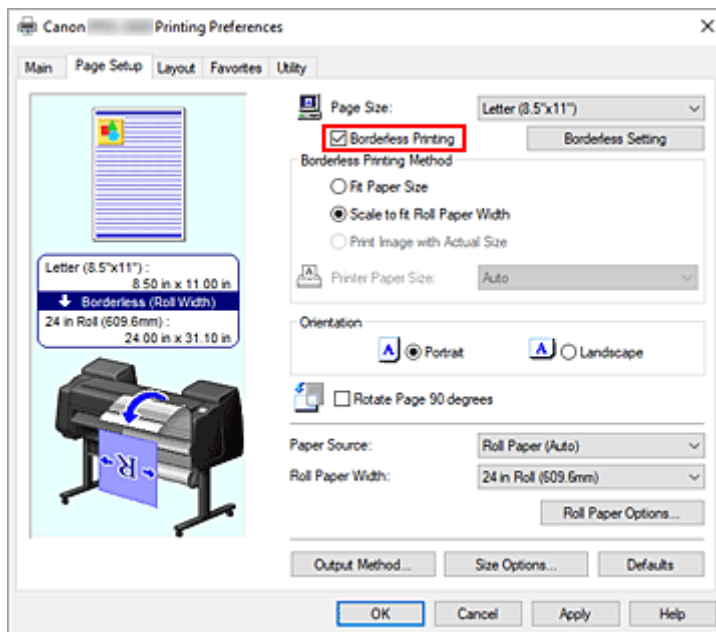 Canon Printing Preferences
Main Page Setup Layout Favorites Utility
Page Size: Letter (8.5"x11")
Borderless Printing Borderless Setting
Borderless Printing Method
Fit Paper Size
Scale to fit Roll Paper Width
Print Image with Actual Size
Printer Paper Size: Auto
Letter (8.5"x11") :
8.50 in x 11.00 in
Borderless (Roll Width)
24 in Roll (609.6mm) :
24.00 in x 31.10 in
Orientation
A Portrait A Landscape
Rotate Page 90 degrees
R
Paper Source: Roll Paper (Auto)
Roll Paper Width: 24 in Roll (609.6mm)
Roll Paper Options...
Output Method... Size Options... Defaults
OK Cancel Apply Help